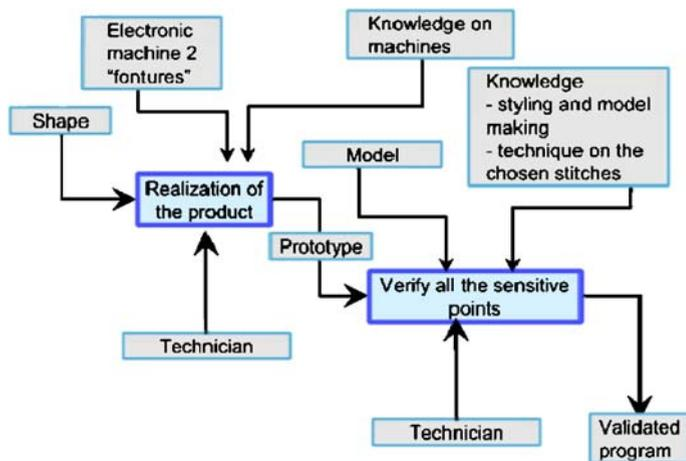 Electronic
machine 2
"fontures"
Knowledge on
machines
Knowledge
- styling and model
making
- technique on the
chosen stitches
Shape
Model
Realization of
the product
Prototype
Verify all the sensitive
points
Technician
Technician
Validated
program